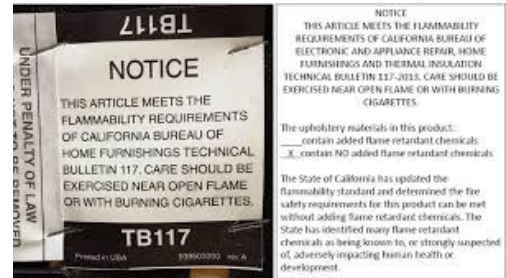 TB117
UNDER PENALTY OF LAW
NOT TO BE REMOVED
NOTICE
THIS ARTICLE MEETS THE
FLAMMABILITY REQUIREMENTS
OF CALIFORNIA BUREAU OF
HOME FURNISHINGS TECHNICAL
BULLETIN 117. CARE SHOULD BE
EXERCISED NEAR OPEN FLAME
OR WITH BURNING CIGARETTES.
TB117
Printed in USA rev. A
NOTICE
THIS ARTICLE MEETS THE FLAMMABILITY
REQUIREMENTS OF CALIFORNIA BUREAU OF
ELECTRONIC AND APPLIANCE REPAIR, HOME
FURNISHINGS AND THERMAL INSULATION
TECHNICAL BULLETIN 117-2013. CARE SHOULD BE
EXERCISED NEAR OPEN FLAME OR WITH BURNING
CIGARETTES.
The upholstery materials in this product:
____contain added flame retardant chemicals
_X_contain NO added flame retardant chemicals
The State of California has updated the
flammability standard and determined the fire
safety requirements for this product can be met
without adding flame retardant chemicals. The
State has identified many flame retardant
chemicals as being known to, or strongly suspected
of, adversely impacting human health or
development.